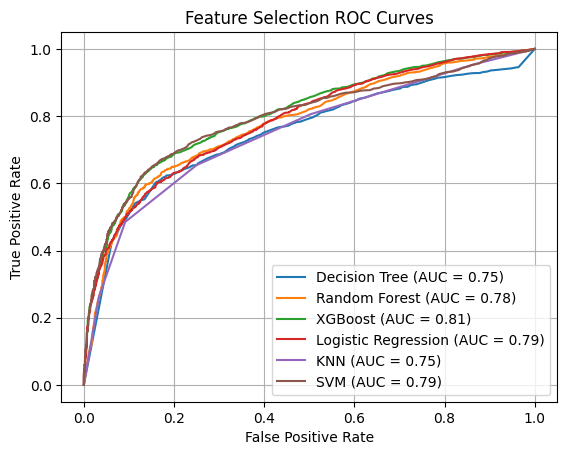 Feature Selection ROC Curves
True Positive Rate
1.0
0.8
0.6
0.4
0.2
0.0
Decision Tree (AUC = 0.75)
Random Forest (AUC = 0.78)
XGBoost (AUC = 0.81)
Logistic Regression (AUC = 0.79)
KNN (AUC = 0.75)
SVM (AUC = 0.79)
0.0 0.2 0.4 0.6 0.8 1.0
False Positive Rate